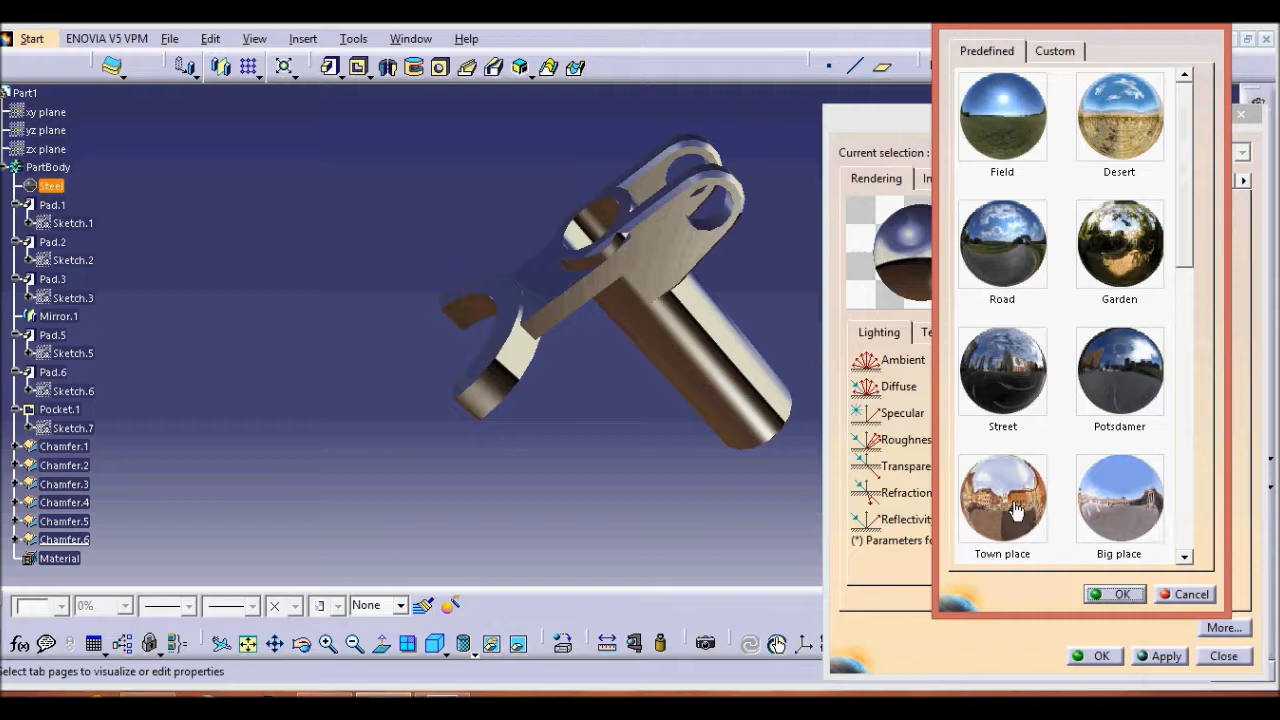 Start ENOVIA V5 VPM File Edit View Insert Tools Window Help
Part1
xy plane
yz plane
zx plane
PartBody
Steel
Pad.1
Sketch.1
Pad.2
Sketch.2
Pad.3
Sketch.3
Mirror.1
Pad.5
Sketch.5
Pad.6
Sketch.6
Pocket.1
Sketch.7
Chamfer.1
Chamfer.2
Chamfer.3
Chamfer.4
Chamfer.5
Chamfer.6
Material
Current selection :
Rendering
Lighting
Ambient
Diffuse
Specular
Roughness
(*) Parameters
Predefined Custom
Field Desert
Road Garden
Street Potsdamer
Town place Big place
OK Cancel
More...
OK Apply Close
0% None
Select tab pages to visualize or edit properties